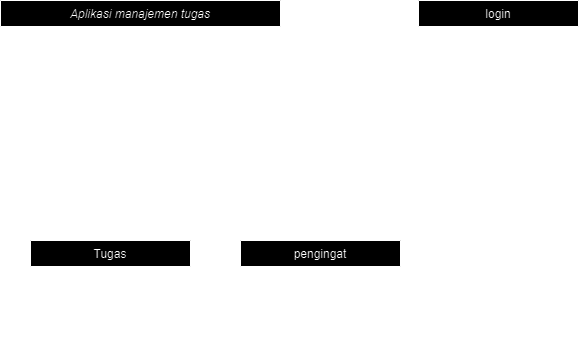 Aplikasi manajemen tugas
login
Tugas
pengingat